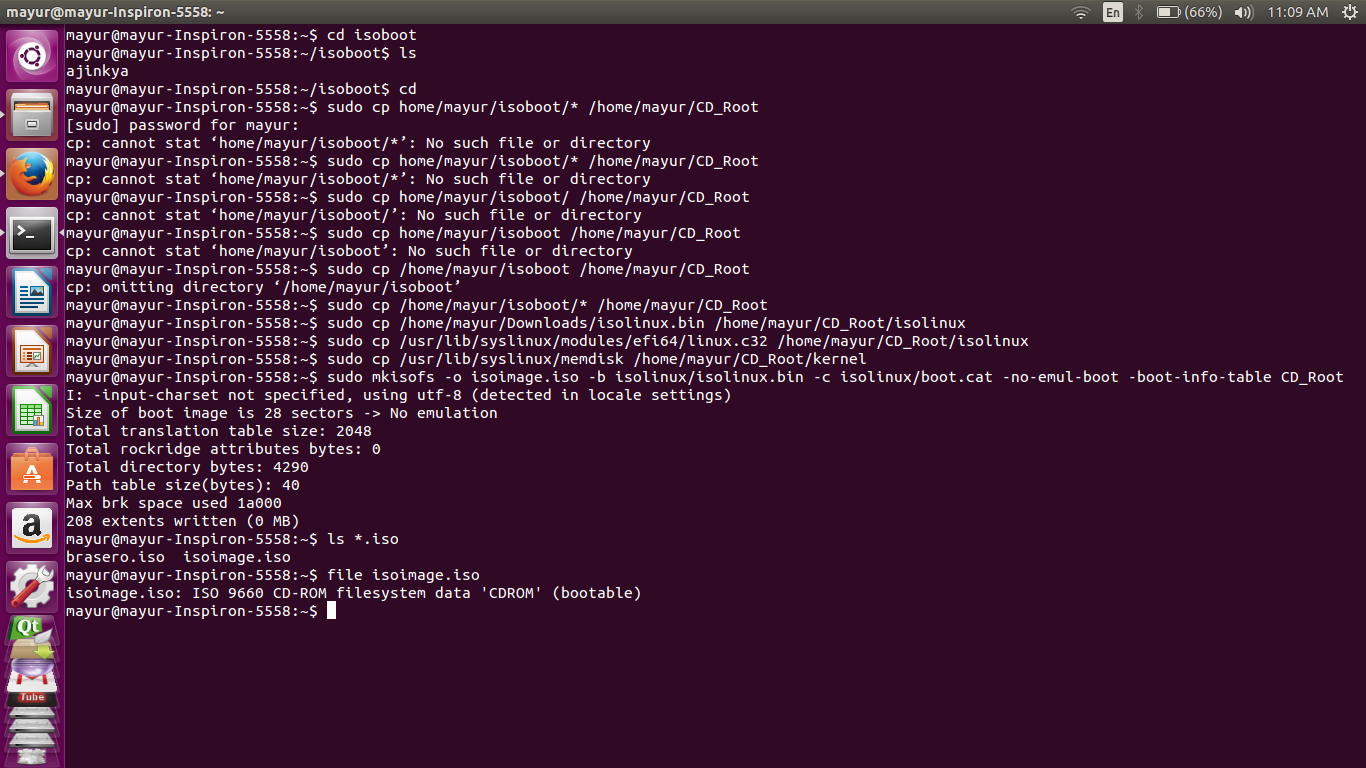 mayur@mayur-Inspiron-5558: ~
En
(66%)
11:09 AM
mayur@mayur-Inspiron-5558:~$ cd isoboot
mayur@mayur-Inspiron-5558:~/isoboot$ ls
ajinkya
mayur@mayur-Inspiron-5558:~/isoboot$ cd
mayur@mayur-Inspiron-5558:~$ sudo cp home/mayur/isoboot/* /home/mayur/CD_Root
[sudo] password for mayur:
cp: cannot stat ‘home/mayur/isoboot/*’: No such file or directory
mayur@mayur-Inspiron-5558:~$ sudo cp home/mayur/isoboot/* /home/mayur/CD_Root
cp: cannot stat ‘home/mayur/isoboot/*’: No such file or directory
mayur@mayur-Inspiron-5558:~$ sudo cp home/mayur/isoboot/ /home/mayur/CD_Root
cp: cannot stat ‘home/mayur/isoboot/’: No such file or directory
mayur@mayur-Inspiron-5558:~$ sudo cp home/mayur/isoboot /home/mayur/CD_Root
cp: cannot stat ‘home/mayur/isoboot’: No such file or directory
mayur@mayur-Inspiron-5558:~$ sudo cp /home/mayur/isoboot /home/mayur/CD_Root
cp: omitting directory ‘/home/mayur/isoboot’
mayur@mayur-Inspiron-5558:~$ sudo cp /home/mayur/isoboot/* /home/mayur/CD_Root
mayur@mayur-Inspiron-5558:~$ sudo cp /home/mayur/Downloads/isolinux.bin /home/mayur/CD_Root/isolinux
mayur@mayur-Inspiron-5558:~$ sudo cp /usr/lib/syslinux/modules/efi64/linux.c32 /home/mayur/CD_Root/isolinux
mayur@mayur-Inspiron-5558:~$ sudo cp /usr/lib/syslinux/memdisk /home/mayur/CD_Root/kernel
mayur@mayur-Inspiron-5558:~$ sudo mkisofs -o isoimage.iso -b isolinux/isolinux.bin -c isolinux/boot.cat -no-emul-boot -boot-info-table CD_Root
I: -input-charset not specified, using utf-8 (detected in locale settings)
Size of boot image is 28 sectors -> No emulation
Total translation table size: 2048
Total rockridge attributes bytes: 0
Total directory bytes: 4290
Path table size(bytes): 40
Max brk space used 1a000
208 extents written (0 MB)
mayur@mayur-Inspiron-5558:~$ ls *.iso
brasero.iso  isoimage.iso
mayur@mayur-Inspiron-5558:~$ file isoimage.iso
isoimage.iso: ISO 9660 CD-ROM filesystem data 'CDROM' (bootable)
mayur@mayur-Inspiron-5558:~$
>_
A
a
Qt
Tube